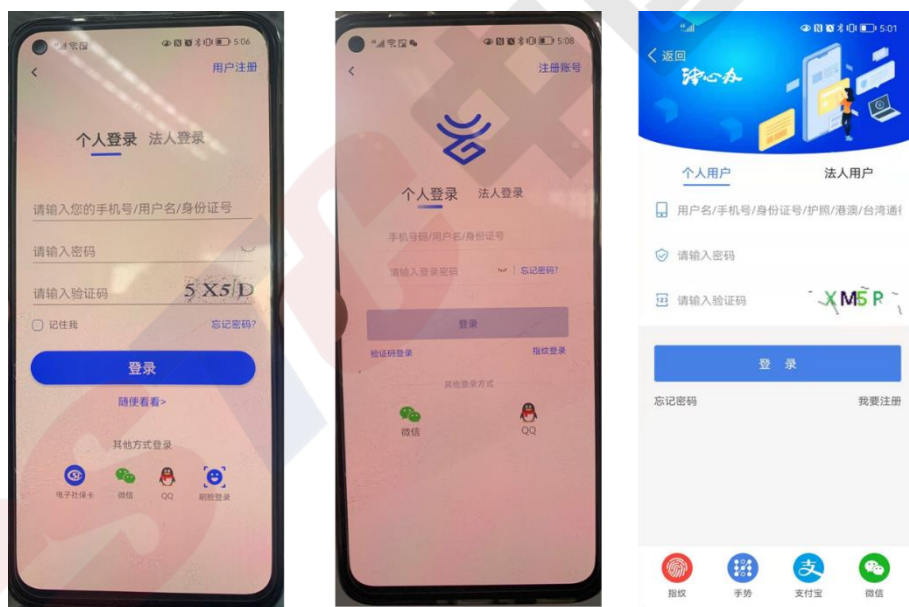 5:06
用户注册
个人登录 法人登录
请输入您的手机号/用户名/身份证号
请输入密码
请输入验证码
5X5D
记住我
忘记密码?
登录
随便看看>
其他方式登录
电子社保卡
微信
QQ
刷脸登录
5:08
注册账号
个人登录 法人登录
手机号码/用户名/身份证号
请输入登录密码
忘记密码?
登录
验证码登录
指纹登录
其他登录方式
微信
QQ
5:01
返回
津心办
个人用户
法人用户
用户名/手机号/身份证号/护照/港澳/台湾通行
请输入密码
123
请输入验证码
XM5P
登 录
忘记密码
我要注册
指纹
手势
支付宝
微信